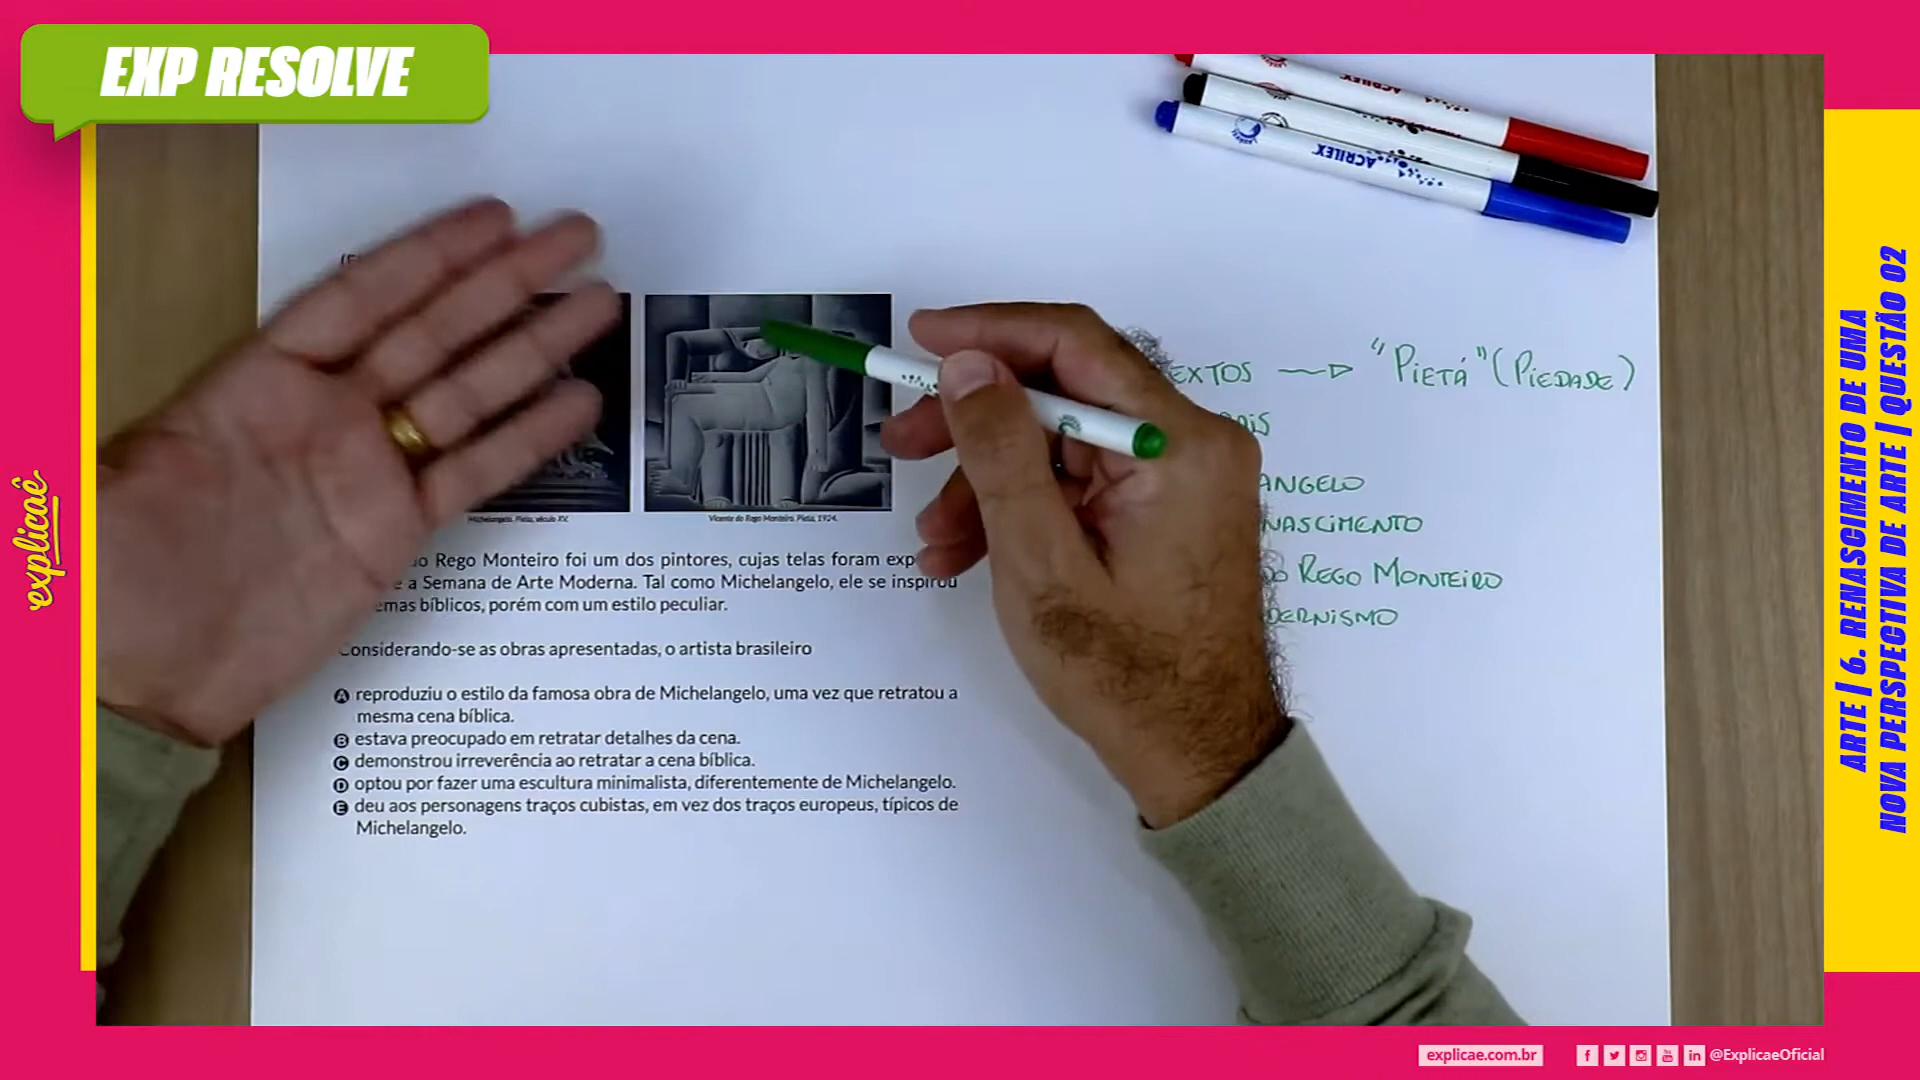 EXP RESOLVE
ACRILEX
ACRILEX
Michelangelo. Pietà, século XV.
Vicente do Rego Monteiro. Pietà, 1924.
EXTOS → "PIETÁ" (PIEDADE)
ANGELO
NASCIMENTO
REGO MONTEIRO
DERNISMO
do Rego Monteiro foi um dos pintores, cujas telas foram exp
e a Semana de Arte Moderna. Tal como Michelangelo, ele se inspirou
emas bíblicos, porém com um estilo peculiar.
Considerando-se as obras apresentadas, o artista brasileiro
A reproduziu o estilo da famosa obra de Michelangelo, uma vez que retratou a
mesma cena bíblica.
B estava preocupado em retratar detalhes da cena.
C demonstrou irreverência ao retratar a cena bíblica.
D optou por fazer uma escultura minimalista, diferentemente de Michelangelo.
E deu aos personagens traços cubistas, em vez dos traços europeus, típicos de
Michelangelo.
explicaê
ARTE | 6. RENASCIMENTO DE UMA
NOVA PERSPECTIVA DE ARTE | QUESTÃO 02
explicae.com.br
@ExplicaeOficial